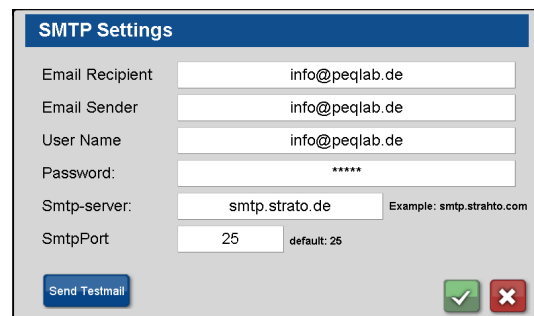 SMTP Settings
Email Recipient info@peqlab.de
Email Sender info@peqlab.de
User Name info@peqlab.de
Password: *****
Smtp-server: smtp.strato.de Example: smtp.strahto.com
SmtpPort 25 default: 25
Send Testmail